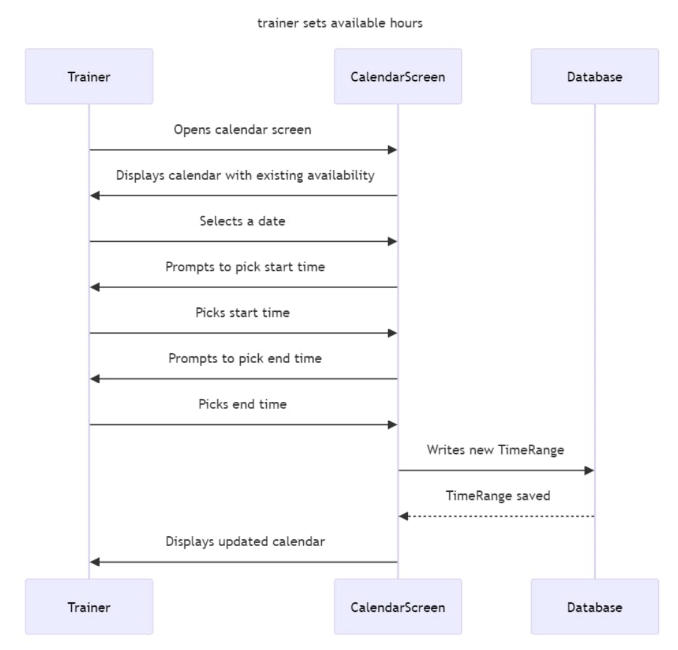 trainer sets available hours
Trainer
CalendarScreen
Database
Opens calendar screen
Displays calendar with existing availability
Selects a date
Prompts to pick start time
Picks start time
Prompts to pick end time
Picks end time
Writes new TimeRange
TimeRange saved
Displays updated calendar
Trainer
CalendarScreen
Database